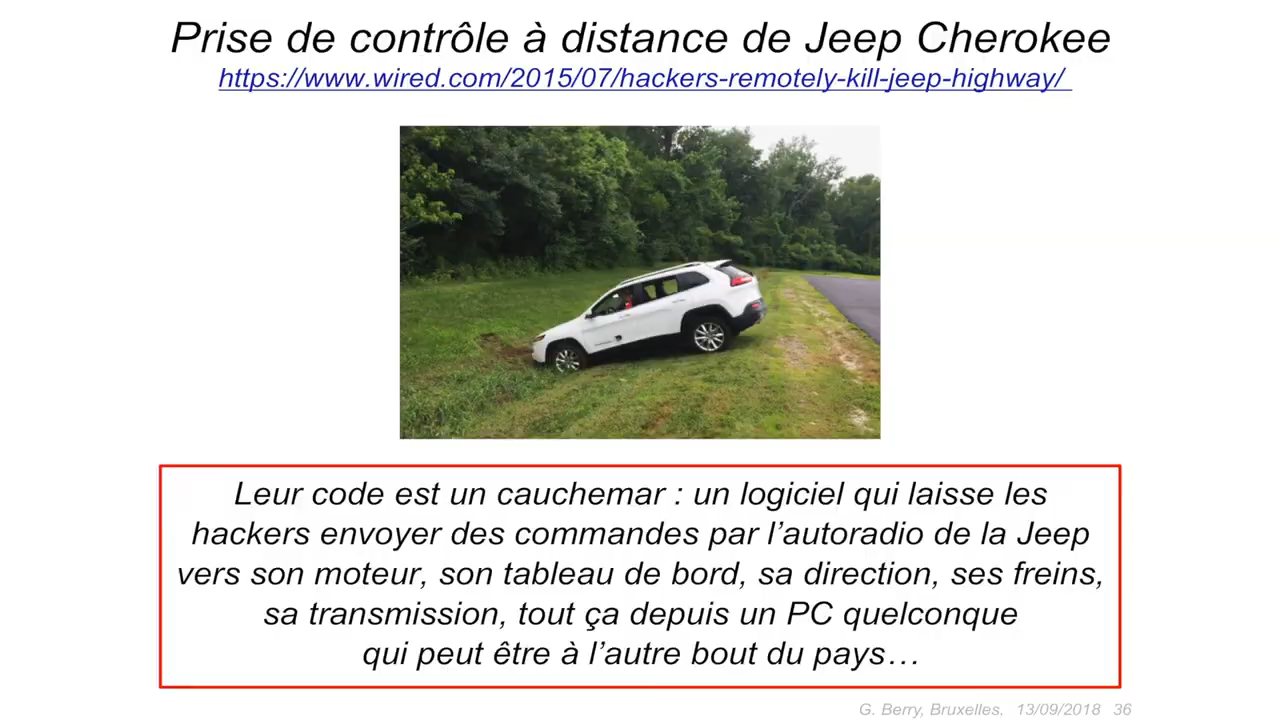 Prise de contrôle à distance de Jeep Cherokee
https://www.wired.com/2015/07/hackers-remotely-kill-jeep-highway/
Leur code est un cauchemar : un logiciel qui laisse les
hackers envoyer des commandes par l’autoradio de la Jeep
vers son moteur, son tableau de bord, sa direction, ses freins,
sa transmission, tout ça depuis un PC quelconque
qui peut être à l’autre bout du pays…
G. Berry, Bruxelles, 13/09/2018 36